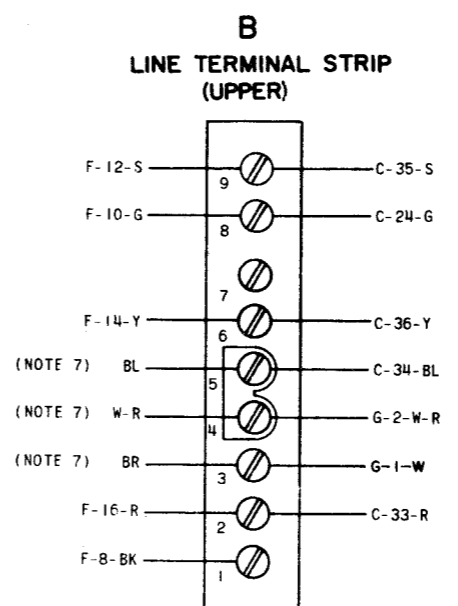 B
LINE TERMINAL STRIP
(UPPER)
F-12-S 9 C-35-S
F-10-G 8 C-24-G
7
F-14-Y 6 C-36-Y
(NOTE 7) BL 5 C-34-BL
(NOTE 7) W-R 4 G-2-W-R
(NOTE 7) BR 3 G-1-W
F-16-R 2 C-33-R
F-8-BK 1